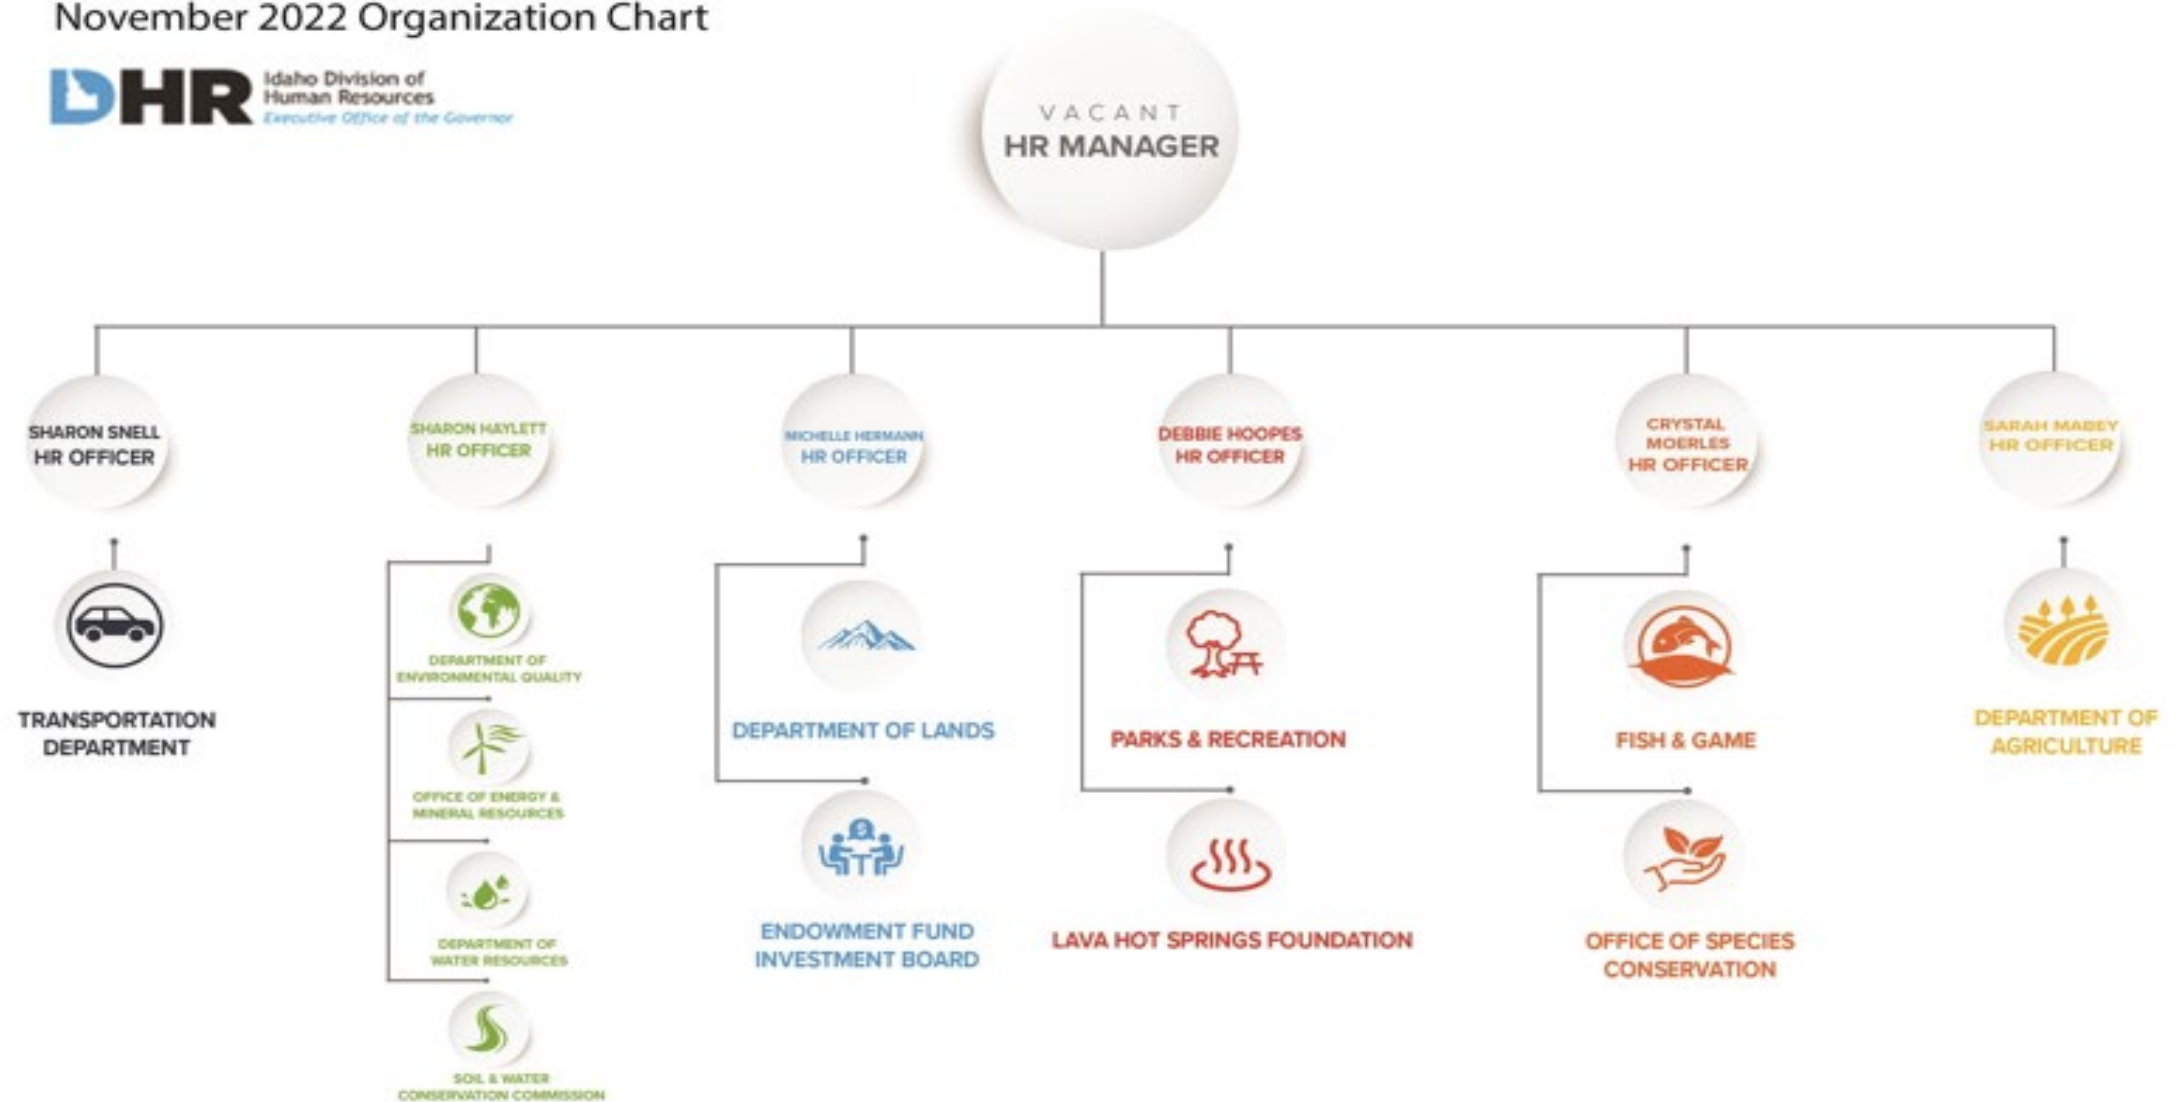 November 2022 Organization Chart
DHR
Idaho Division of
Human Resources
Executive Office of the Governor
VACANT
HR MANAGER
SHARON SNELL
HR OFFICER
TRANSPORTATION
DEPARTMENT
SHARON HAYLETT
HR OFFICER
DEPARTMENT OF
ENVIRONMENTAL QUALITY
OFFICE OF ENERGY &
MINERAL RESOURCES
DEPARTMENT OF
WATER RESOURCES
SOIL & WATER
CONSERVATION COMMISSION
MICHELLE HERMANN
HR OFFICER
DEPARTMENT OF LANDS
$
ENDOWMENT FUND
INVESTMENT BOARD
DEBBIE HOOPES
HR OFFICER
PARKS & RECREATION
LAVA HOT SPRINGS FOUNDATION
CRYSTAL
MOERLES
HR OFFICER
FISH & GAME
OFFICE OF SPECIES
CONSERVATION
SARAH MABEY
HR OFFICER
DEPARTMENT OF
AGRICULTURE